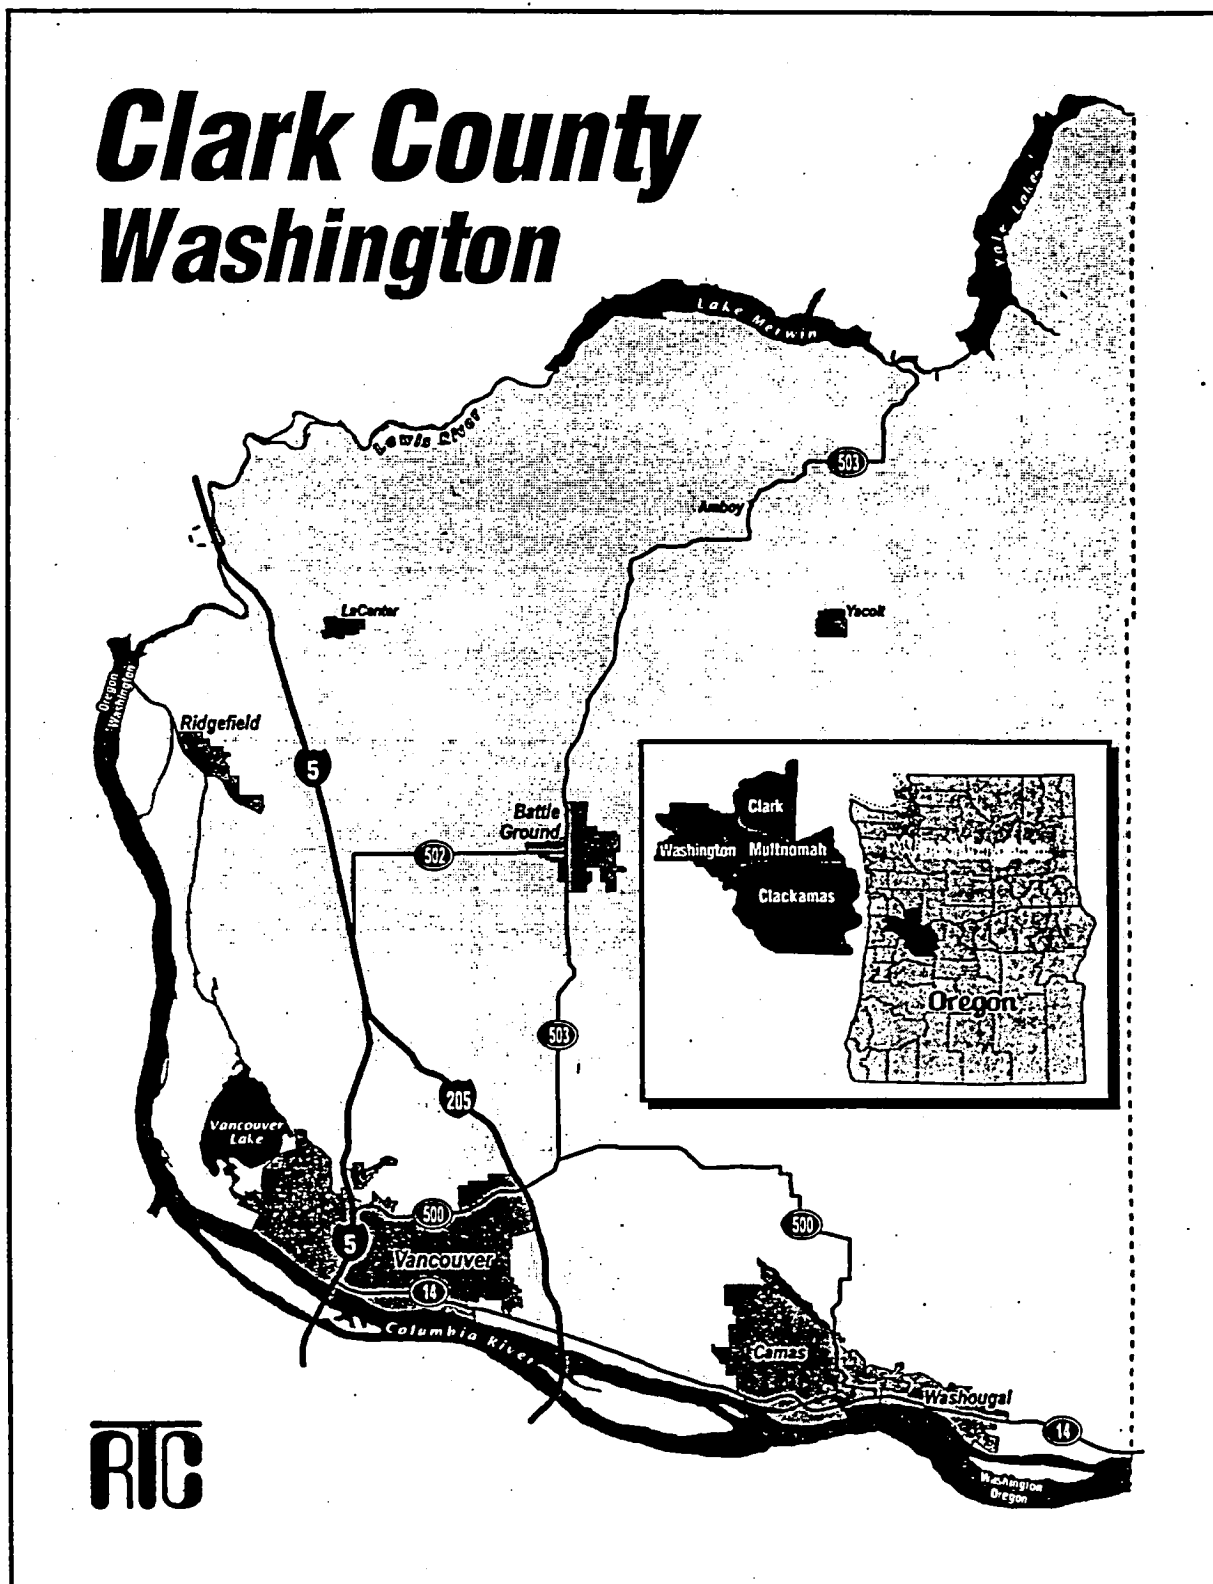 Clark County
Washington
Yale Lake
Lake Merwin
Lewis River
503
Amboy
LaCenter
Yacolt
Oregon
Washington
Ridgefield
5
Battle
Ground
502
Clark
Washington
Multnomah
Clackamas
Oregon
503
205
Vancouver
Lake
500
500
5
Vancouver
14
Columbia River
Camas
Washougal
14
Washington
Oregon
RTC